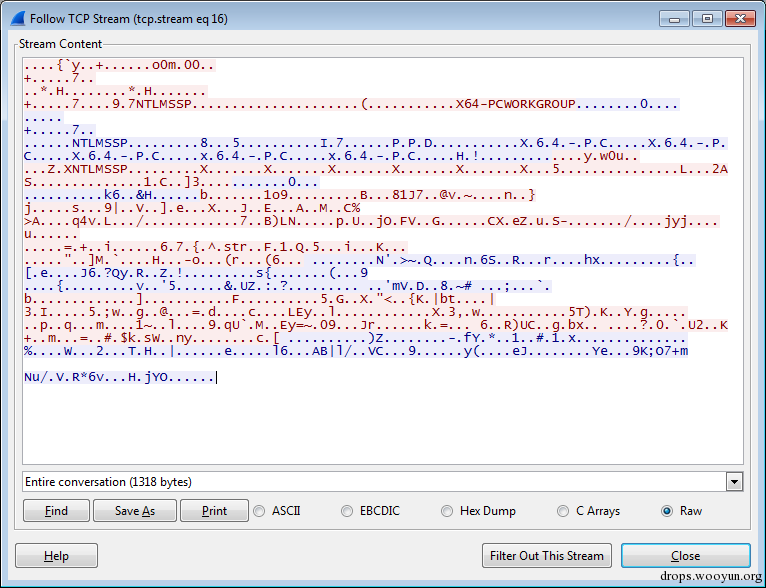 Follow TCP Stream (tcp.stream eq 16)
Stream Content
....{`y..+......oOm.OO..
+.....7..
..*.H.......*.H.......
+.....7....9.7NTLMSSP.....................(...........X64-PCWORKGROUP........0....
......
+.....7..
......NTLMSSP.........8...5..........I.7......P.P.D...........X.6.4.-.P.C.....X.6.4.-.P.
C.....X.6.4.-.P.C.....x.6.4.-.P.C.....x.6.4.-.P.C.....H.!.............y.wOu..
...Z.XNTLMSSP.........X.......X.......X.......X.......X.......X...5...............L...2A
S..............1.C..]3...........0...
..........k6..&H......b.......1o9.........B...81J7..@v.~....n..}
j.....s...9|..V..].e...X...J..E...A..M..C%
>A....q4v.L.../............7...B)LN.....p.U..jO.FV..G......CX.eZ.u.S-......./....jyj....
u......
.....=.+..i......6.7.{.^.str..F.1.Q.5...i...K...
....."..]M.`....H...-o...(r...(6... ........N'.>~.Q....n.6S..R...r....hx.........{..
[.e....J6.?Qy.R..Z.!.........s{.......(...9
....{.........v..'5......&.UZ.:.?......... ..'mV.D..8.~# ...;...`.
b.............]...........F..........5.G..X."<..{K.|bt....|
3.I.....5.;w..g..@...=.d....c....LEy..l............X.3,.w...........5T).K..Y.g.....
..p..q...m....1~..l....9.qU`.M..Ey=~.O9...Jr......k.=....6..R)UC..g.bx.......?.O.`.U2..K
+..m...=..#.$k.sW..ny........c.[ ..........)Z........-.fY.*..1..#.1.x.............
%....W...2...T.H..|......e.....l6...AB|l/..VC...9......y(....eJ........Ye...9K;O7+m
Nu/.V.R*6v...H.jYO......
Entire conversation (1318 bytes)
Find
Save As
Print
ASCII
EBCDIC
Hex Dump
C Arrays
Raw
Help
Filter Out This Stream
Close
drops.wooyun.org